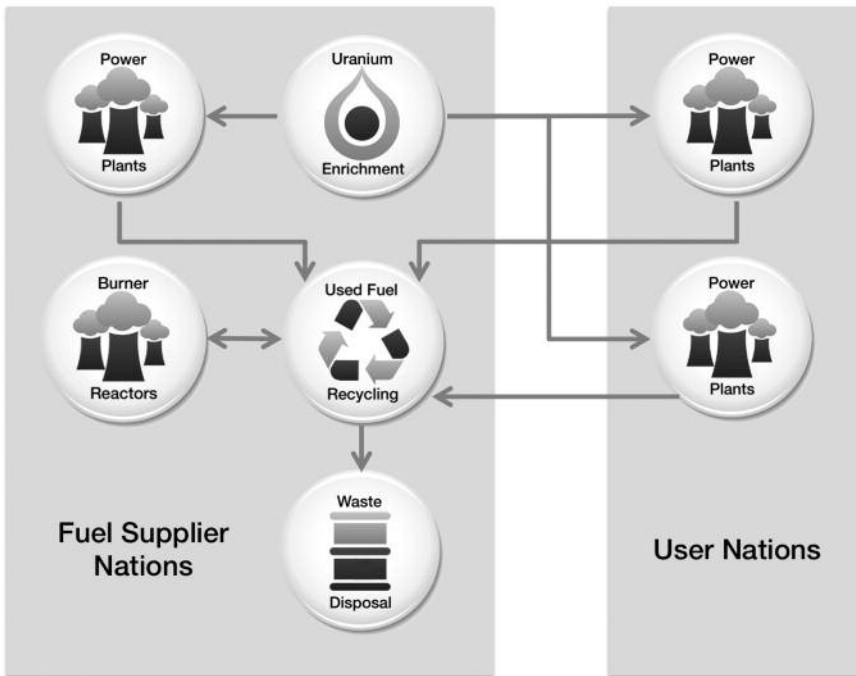 Power
Plants
Uranium
Enrichment
Power
Plants
Burner
Reactors
Used Fuel
Recycling
Power
Plants
Waste
Disposal
Fuel Supplier
Nations
User Nations